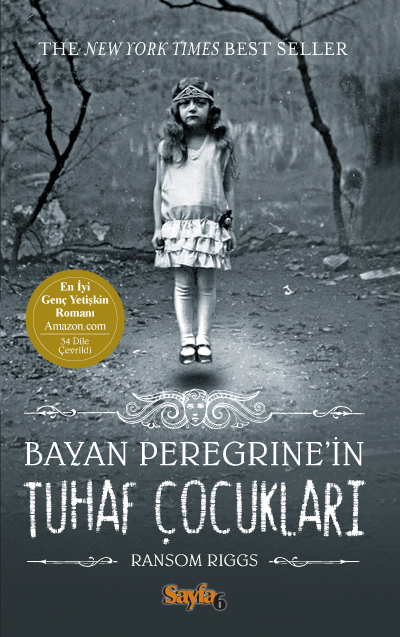 THE NEW YORK TIMES BEST SELLER
En İyi
Genç Yetişkin
Romanı
Amazon.com
34 Dile
Çevrildi
BAYAN PEREGRINE'İN
TUHAF ÇOCUKLARI
RANSOM RIGGS
Sayfa6